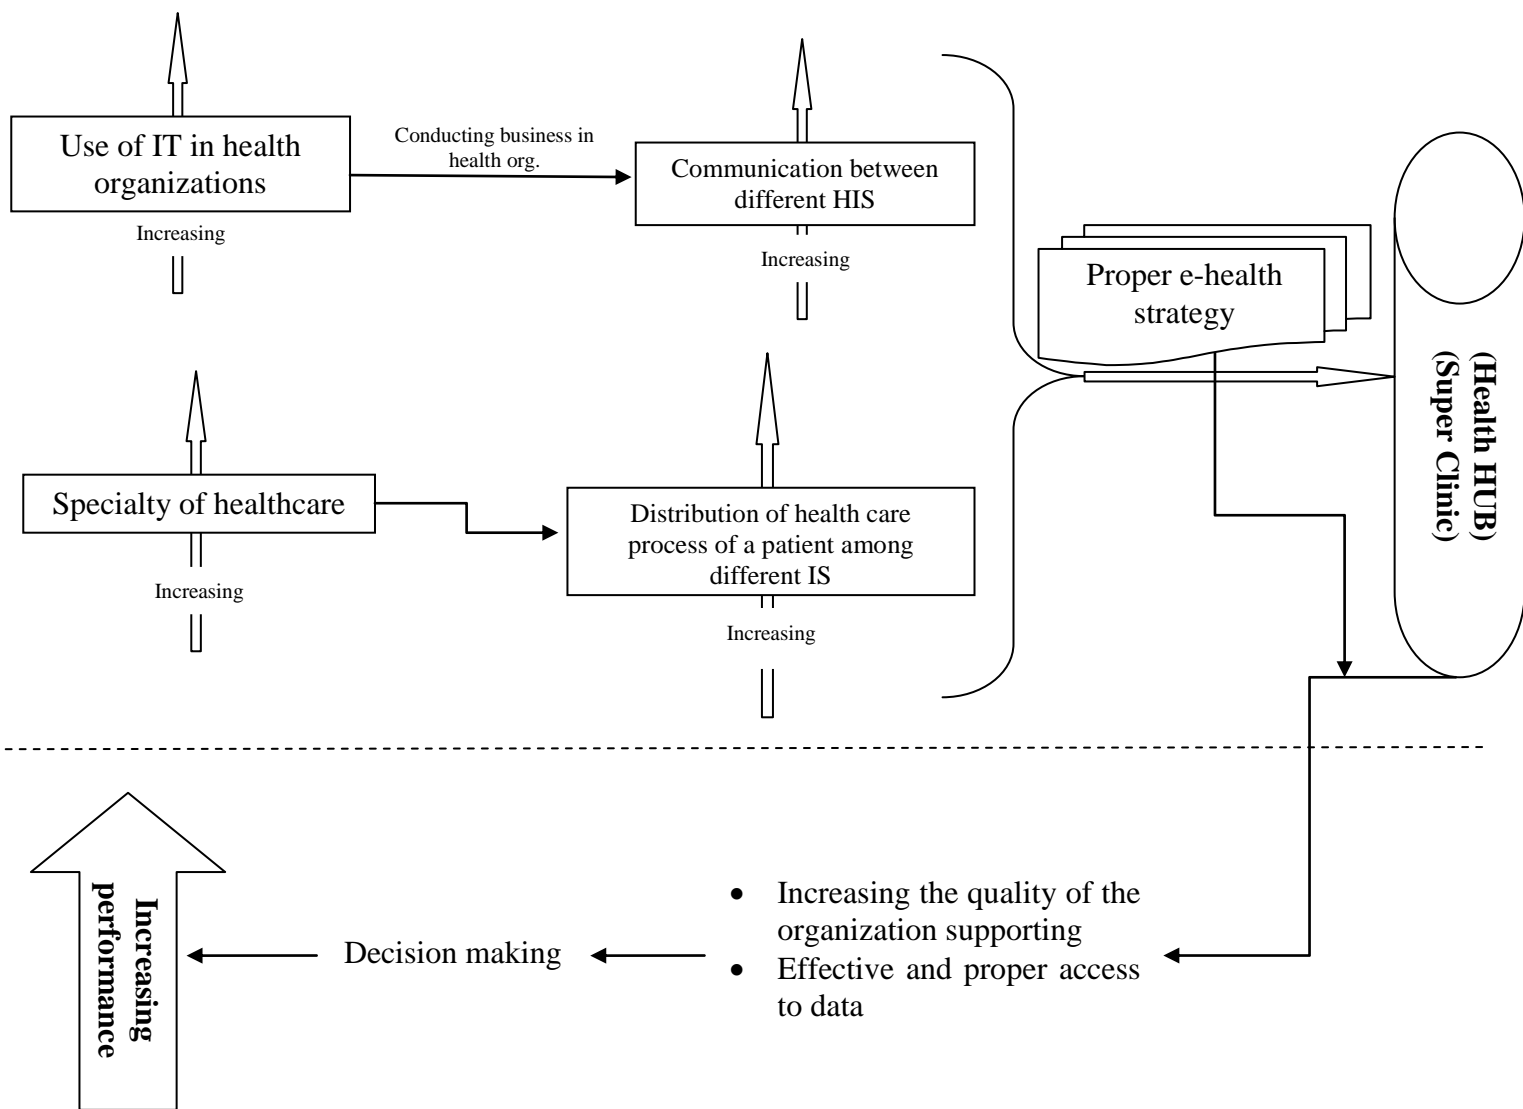 Use of IT in health
organizations
Increasing
Conducting business in
health org.
Communication between
different HIS
Increasing
Proper e-health
strategy
(Health HUB)
(Super Clinic)
Specialty of healthcare
Increasing
Distribution of health care
process of a patient among
different IS
Increasing
Increasing
performance
Decision making
• Increasing the quality of the
organization supporting
• Effective and proper access
to data